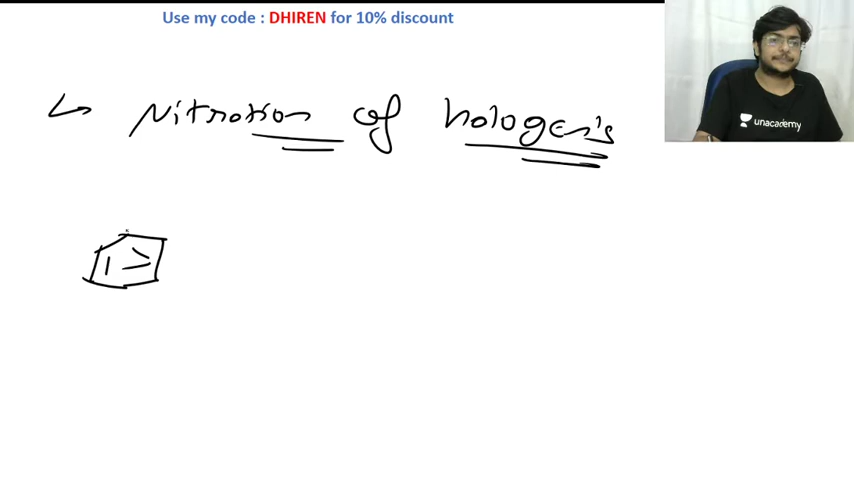 Use my code : DHIREN for 10% discount
↳ Nitration of halogen's
unacademy